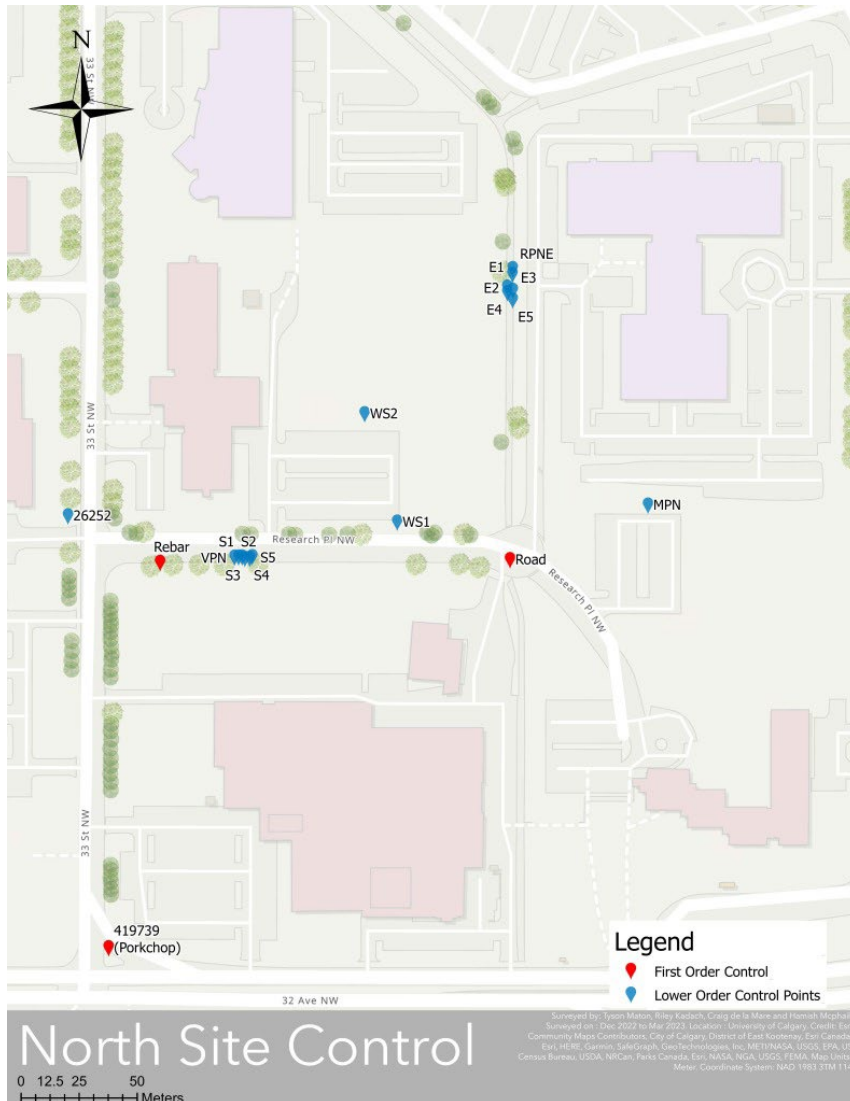 N
33 St NW
RPNE
E1
E3
E2
E4
E5
WS2
33 St NW
MPN
26252
WS1
S1 S2
Research Pl NW
Rebar
VPN
S5
Road
S3
S4
Research Pl NW
33 St NW
419739
(Porkchop)
Legend
First Order Control
Lower Order Control Points
32 Ave NW
North Site Control
Surveyed by: Tyson Maton, Riley Kadach, Craig de la Mare and Hamish Mcphail
Surveyed on : Dec 2022 to Mar 2023. Location : University of Calgary. Credit: Esri
Community Maps Contributors, City of Calgary, District of East Kootenay, Esri Canada,
Esri, HERE, Garmin, SafeGraph, GeoTechnologies, Inc, METI/NASA, USGS, EPA, US
Census Bureau, USDA, NRCan, Parks Canada, Esri, NASA, NGA, USGS, FEMA. Map Units:
Meter, Coordinate System: NAD 1983 3TM 114
0 12.5 25 50
Meters